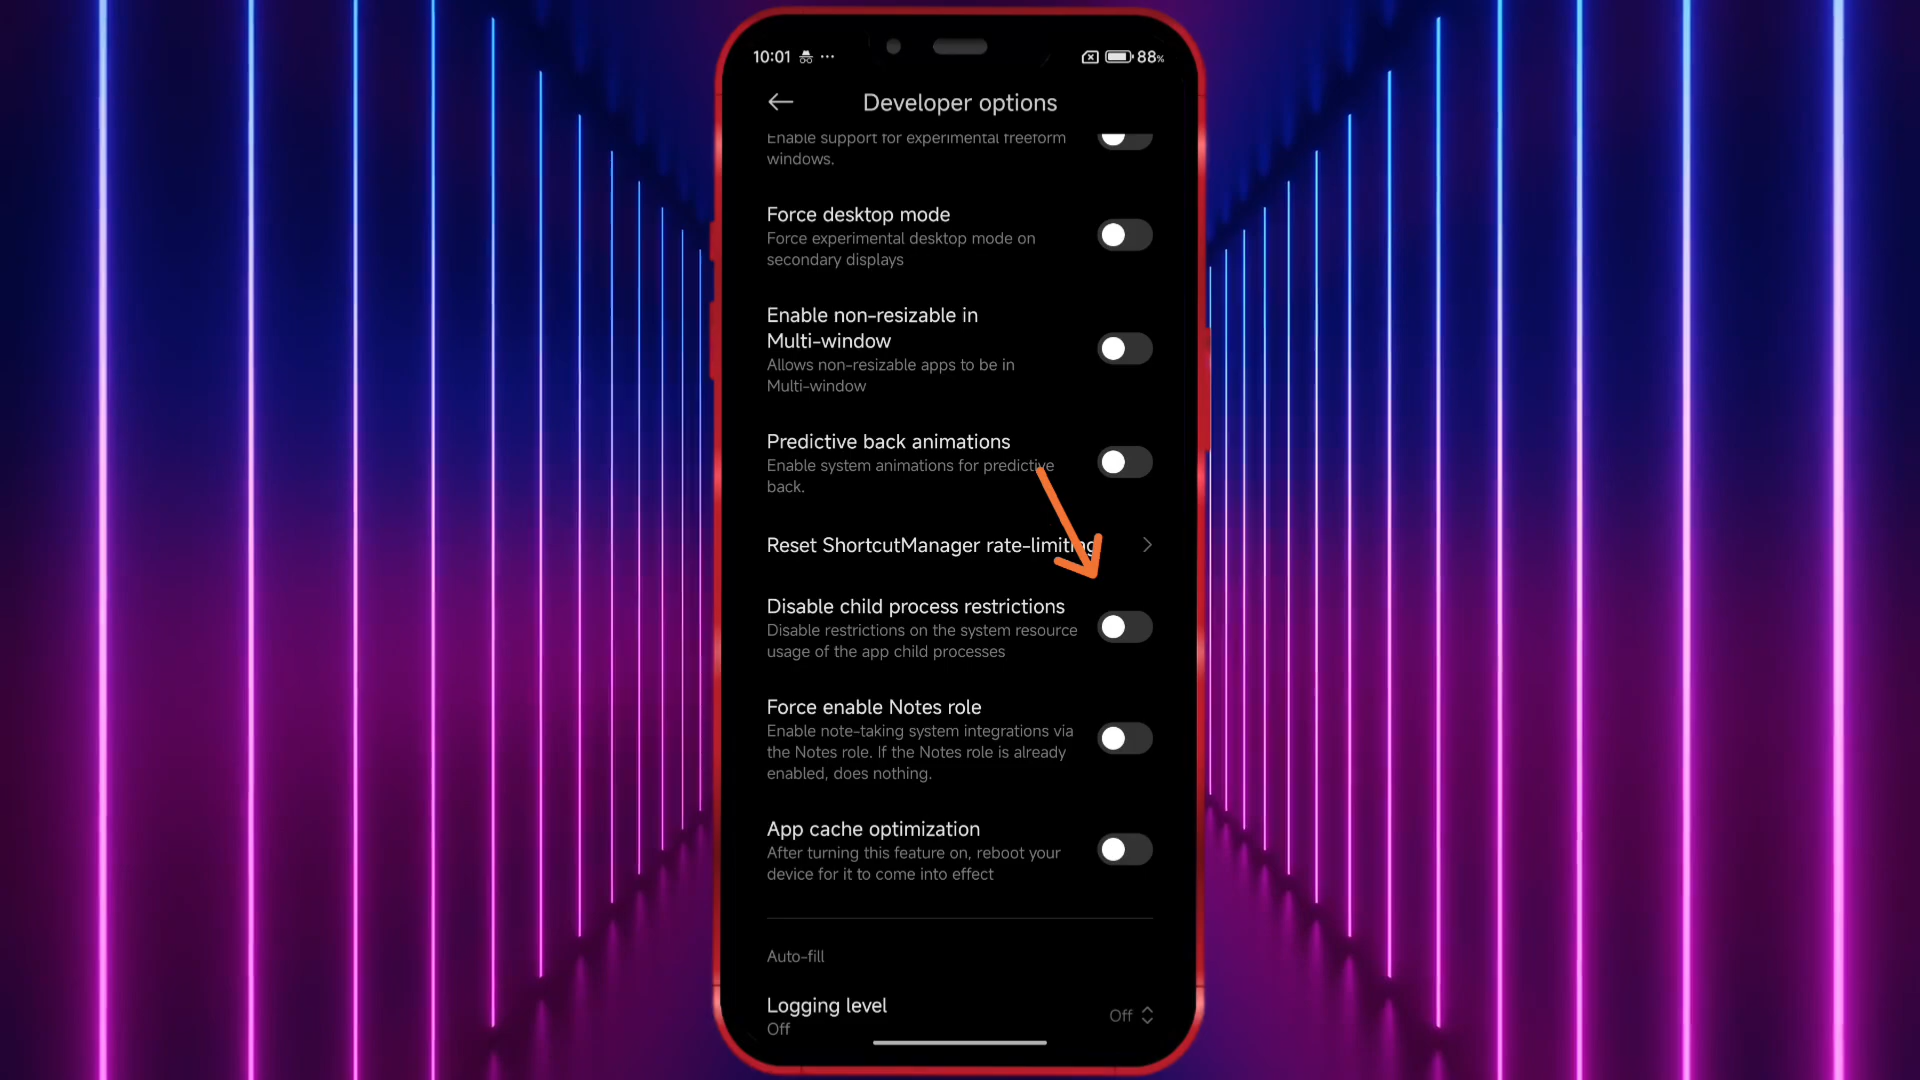 10:01
88%
Developer options
Enable support for experimental freeform
windows.
Force desktop mode
Force experimental desktop mode on
secondary displays
Enable non-resizable in
Multi-window
Allows non-resizable apps to be in
Multi-window
Predictive back animations
Enable system animations for predictive
back.
Reset ShortcutManager rate-limiting
Disable child process restrictions
Disable restrictions on the system resource
usage of the app child processes
Force enable Notes role
Enable note-taking system integrations via
the Notes role. If the Notes role is already
enabled, does nothing.
App cache optimization
After turning this feature on, reboot your
device for it to come into effect
Auto-fill
Logging level
Off
Off